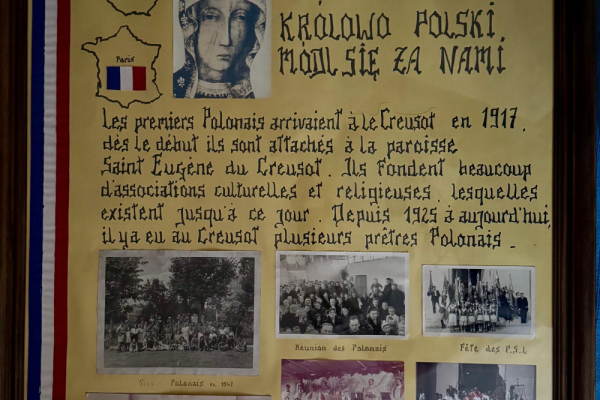 Paris
KRÓLOWO POLSKI,
MÓDL SIĘ ZA NAMI
Les premiers Polonais arrivaient à le Creusot en 1917,
dès le début ils sont attachés à la paroisse
Saint Eugène du Creusot. Ils fondent beaucoup
d'associations culturelles et religieuses, lesquelles
existent jusqu'à ce jour. Depuis 1925 à aujourd'hui,
il y a eu au Creusot plusieurs prêtres Polonais.
Réunion des Polonais
Fête des
Polonais en 1947